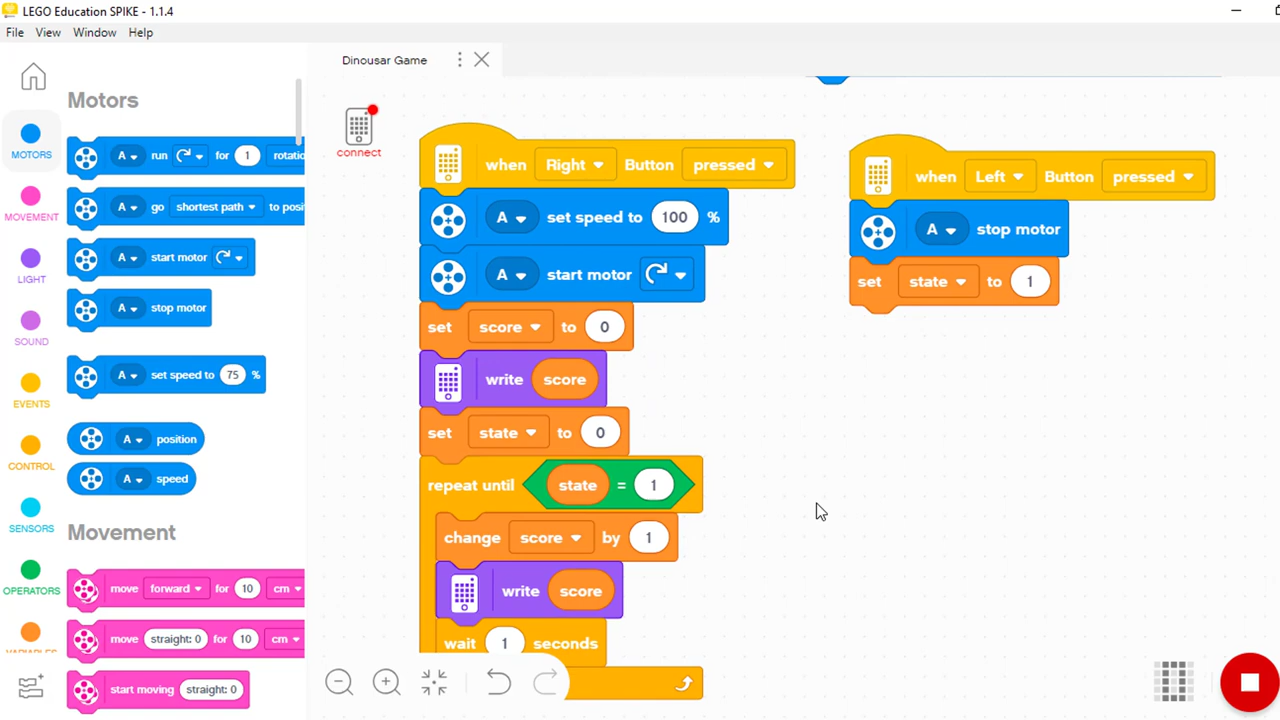 LEGO Education SPIKE - 1.1.4
File View Window Help
Dinousar Game
connect
MOTORS
MOVEMENT
LIGHT
SOUND
EVENTS
CONTROL
SENSORS
OPERATORS
VARIABLES
Motors
A run for 1 rotatio
A go shortest path to posi
A start motor
A stop motor
A set speed to 75 %
A position
A speed
Movement
move forward for 10 cm
move straight: 0 for 10 cm
start moving straight: 0
when Right Button pressed
A set speed to 100 %
A start motor
set score to 0
write score
set state to 0
repeat until state = 1
change score by 1
write score
wait 1 seconds
when Left Button pressed
A stop motor
set state to 1